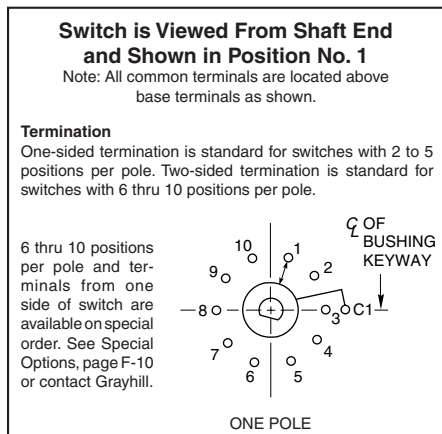 Switch is Viewed From Shaft End
and Shown in Position No. 1
Note: All common terminals are located above
base terminals as shown.
Termination
One-sided termination is standard for switches with 2 to 5
positions per pole. Two-sided termination is standard for
switches with 6 thru 10 positions per pole.
6 thru 10 positions
per pole and ter-
minals from one
side of switch are
available on special
order. See Special
Options, page F-10
or contact Grayhill.
℄ OF
BUSHING
KEYWAY
10
1
9
2
8
3
C1
7
4
6
5
ONE POLE